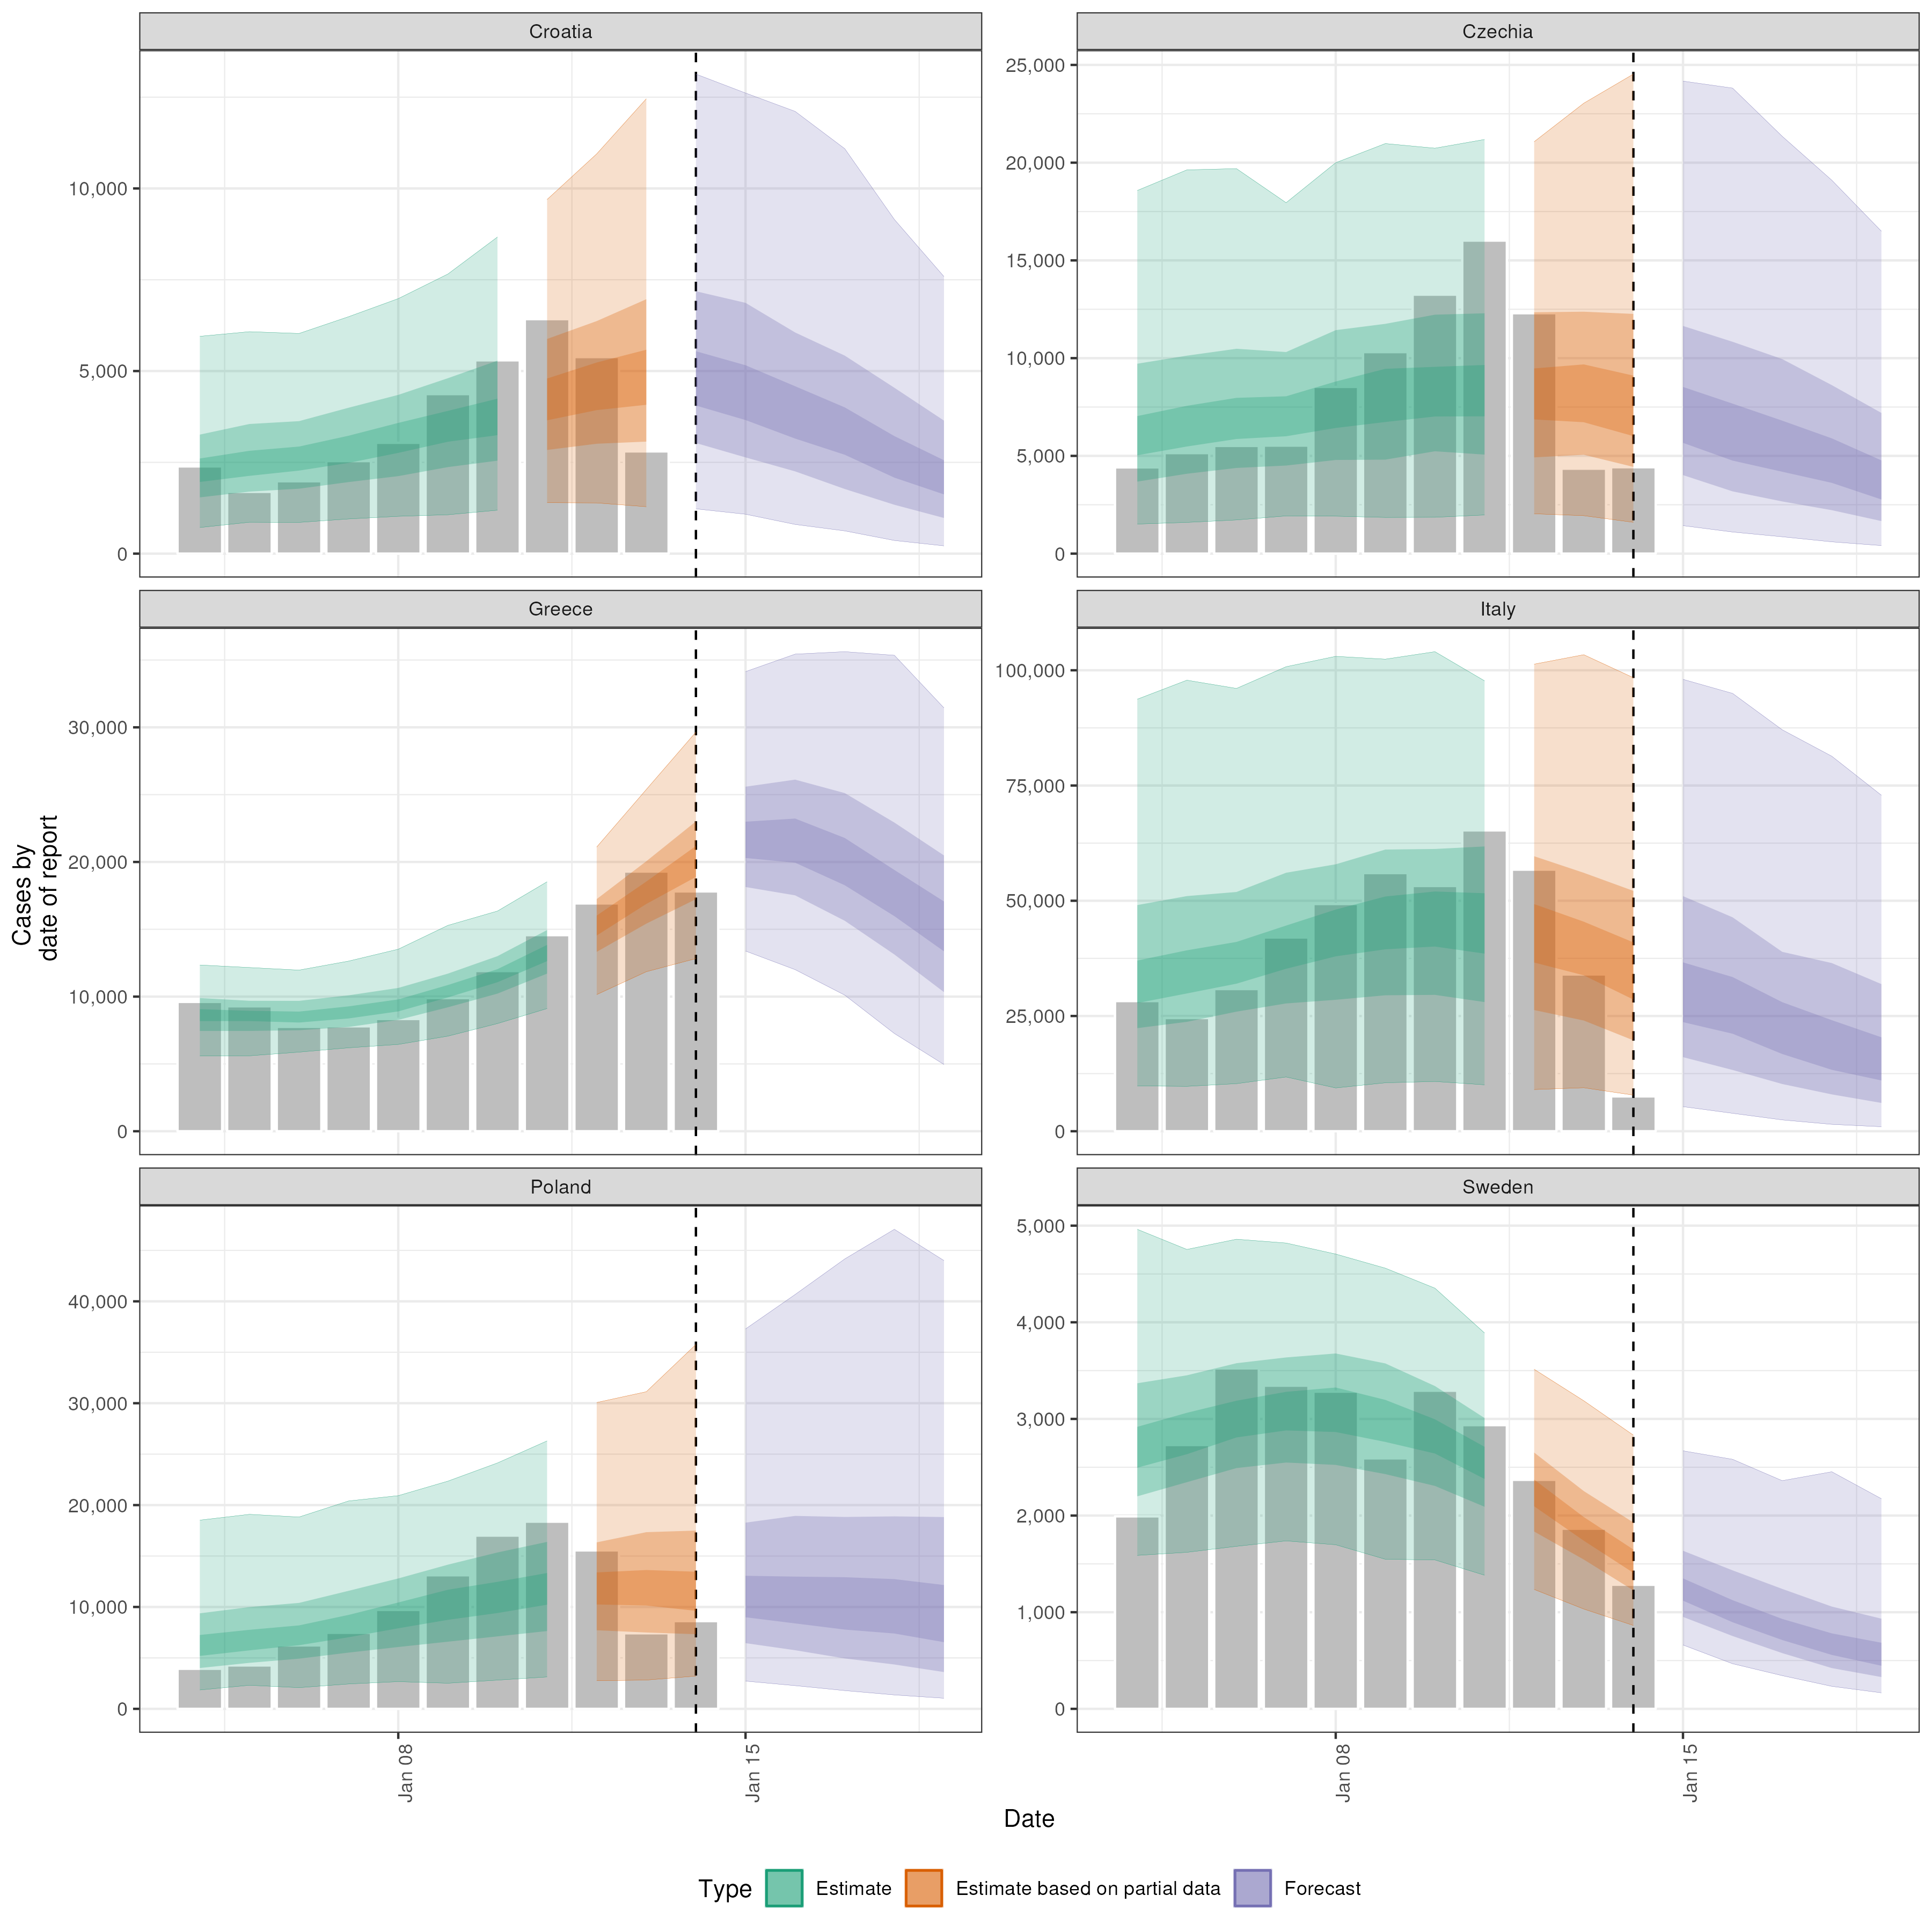 Croatia
Czechia
10,000
5,000
0
25,000
20,000
15,000
10,000
5,000
0
Greece
Italy
30,000
20,000
10,000
0
100,000
75,000
50,000
25,000
0
Poland
Sweden
40,000
30,000
20,000
10,000
0
5,000
4,000
3,000
2,000
1,000
0
Cases by
date of report
Jan 08
Jan 15
Jan 08
Jan 15
Date
Type
Estimate
Estimate based on partial data
Forecast